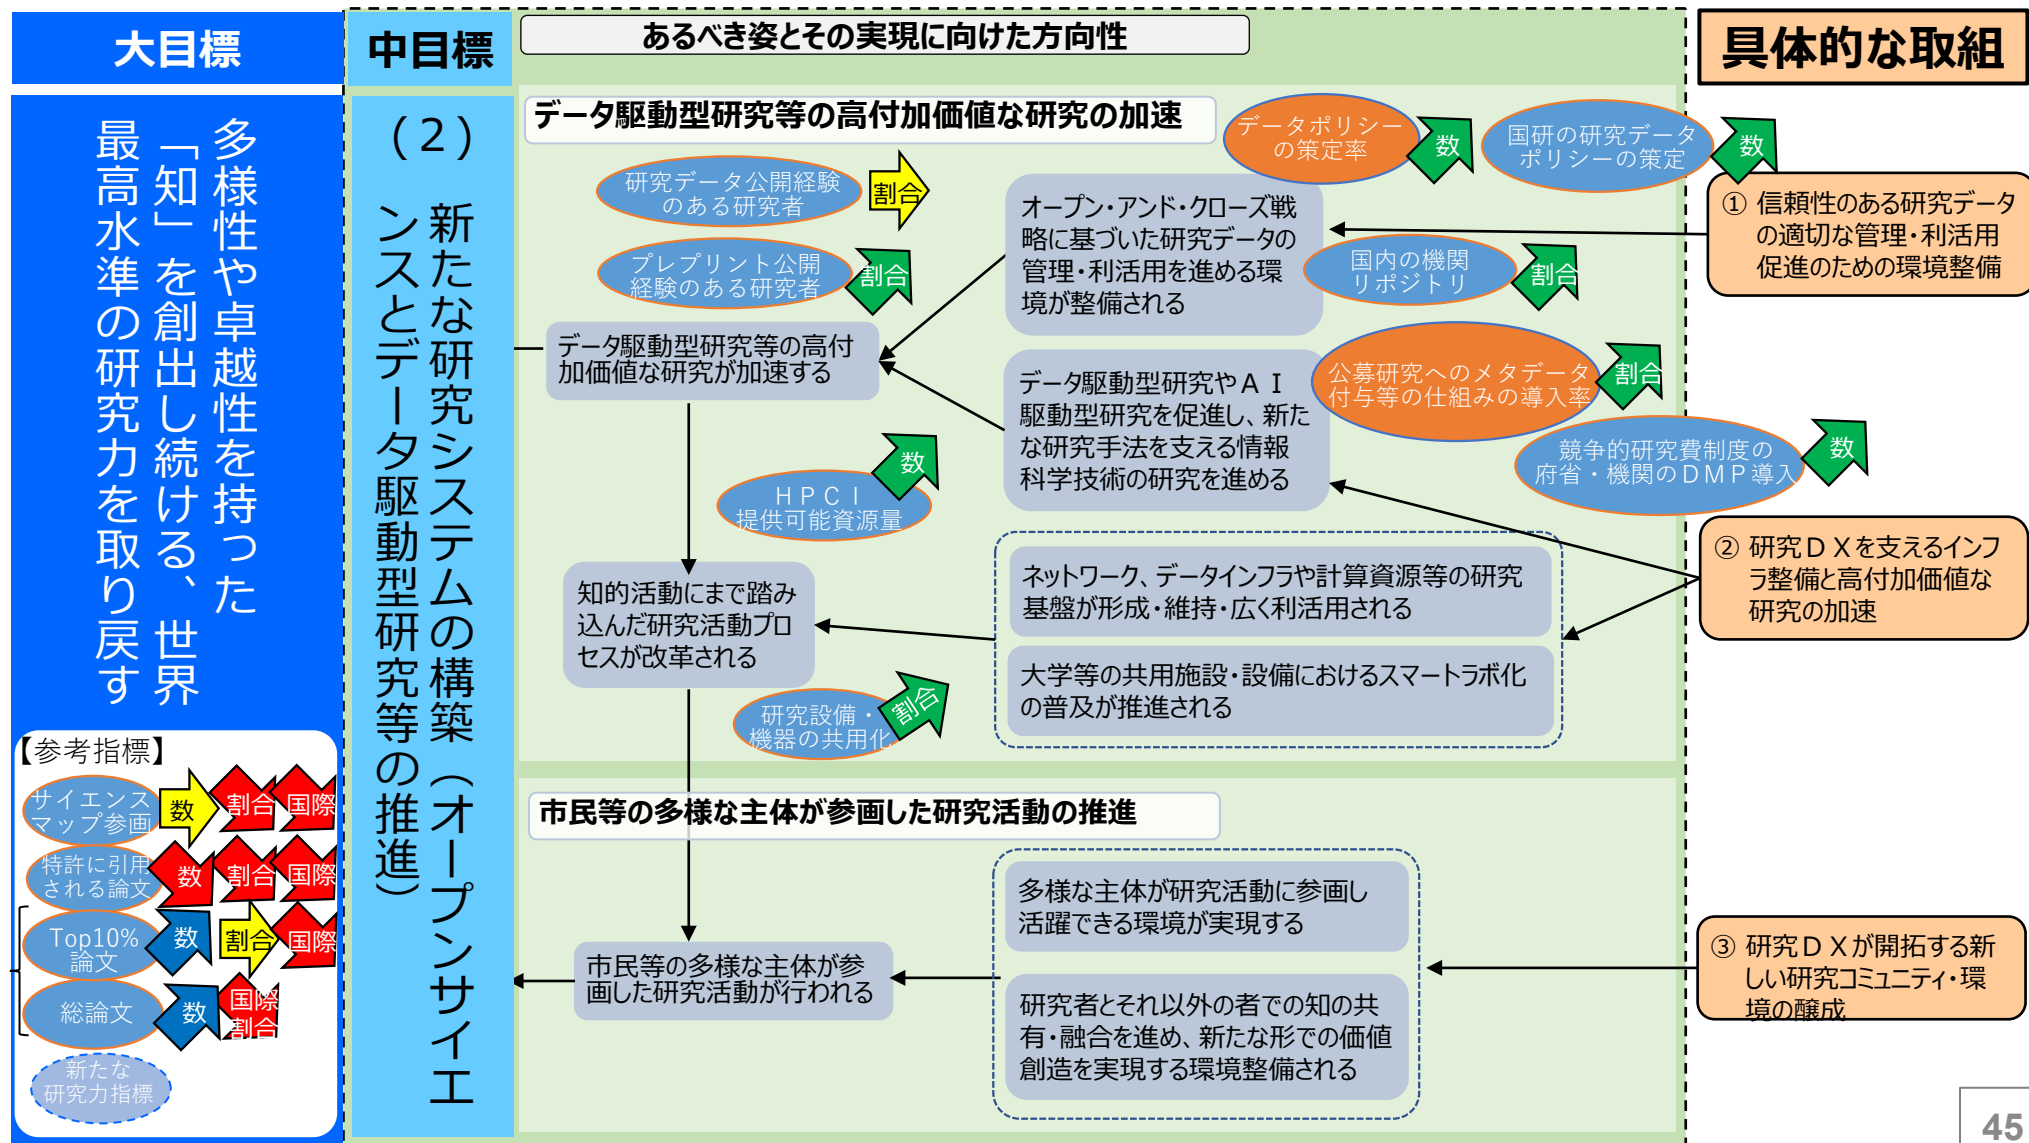 大目標
中目標
あるべき姿とその実現に向けた方向性
具体的な取組
多様性や卓越性を持った
「知」を創出し続ける、世界
最高水準の研究力を取り戻す
【参考指標】
サイエンス
マップ参画
数
割合
国際
特許に引用
される論文
数
割合
国際
Top10%
論文
数
割合
国際
総論文
数
国際
割合
新たな
研究力指標
(2)
新たな研究システムの構築（オープンサイエ
ンスとデータ駆動型研究等の推進）
データ駆動型研究等の高付加価値な研究の加速
データポリシー
の策定率
数
国研の研究データ
ポリシーの策定
数
研究データ公開経験
のある研究者
割合
プレプリント公開
経験のある研究者
割合
オープン・アンド・クローズ戦
略に基づいた研究データの
管理・利活用を進める環
境が整備される
国内の機関
リポジトリ
割合
データ駆動型研究等の高付
加価値な研究が加速する
データ駆動型研究やＡＩ
駆動型研究を促進し、新た
な研究手法を支える情報
科学技術の研究を進める
公募研究へのメタデータ
付与等の仕組みの導入率
割合
競争的研究費制度の
府省・機関のＤＭＰ導入
数
ＨＰＣＩ
提供可能資源量
数
知的活動にまで踏み
込んだ研究活動プロ
セスが改革される
ネットワーク、データインフラや計算資源等の研究
基盤が形成・維持・広く利活用される
大学等の共用施設・設備におけるスマートラボ化
の普及が推進される
研究設備・
機器の共用化
割合
市民等の多様な主体が参画した研究活動の推進
多様な主体が研究活動に参画し
活躍できる環境が実現する
市民等の多様な主体が参
画した研究活動が行われる
研究者とそれ以外の者での知の共
有・融合を進め、新たな形での価値
創造を実現する環境整備される
① 信頼性のある研究データ
の適切な管理・利活用
促進のための環境整備
② 研究ＤＸを支えるインフ
ラ整備と高付加価値な
研究の加速
③ 研究ＤＸが開拓する新
しい研究コミュニティ・環
境の醸成
45